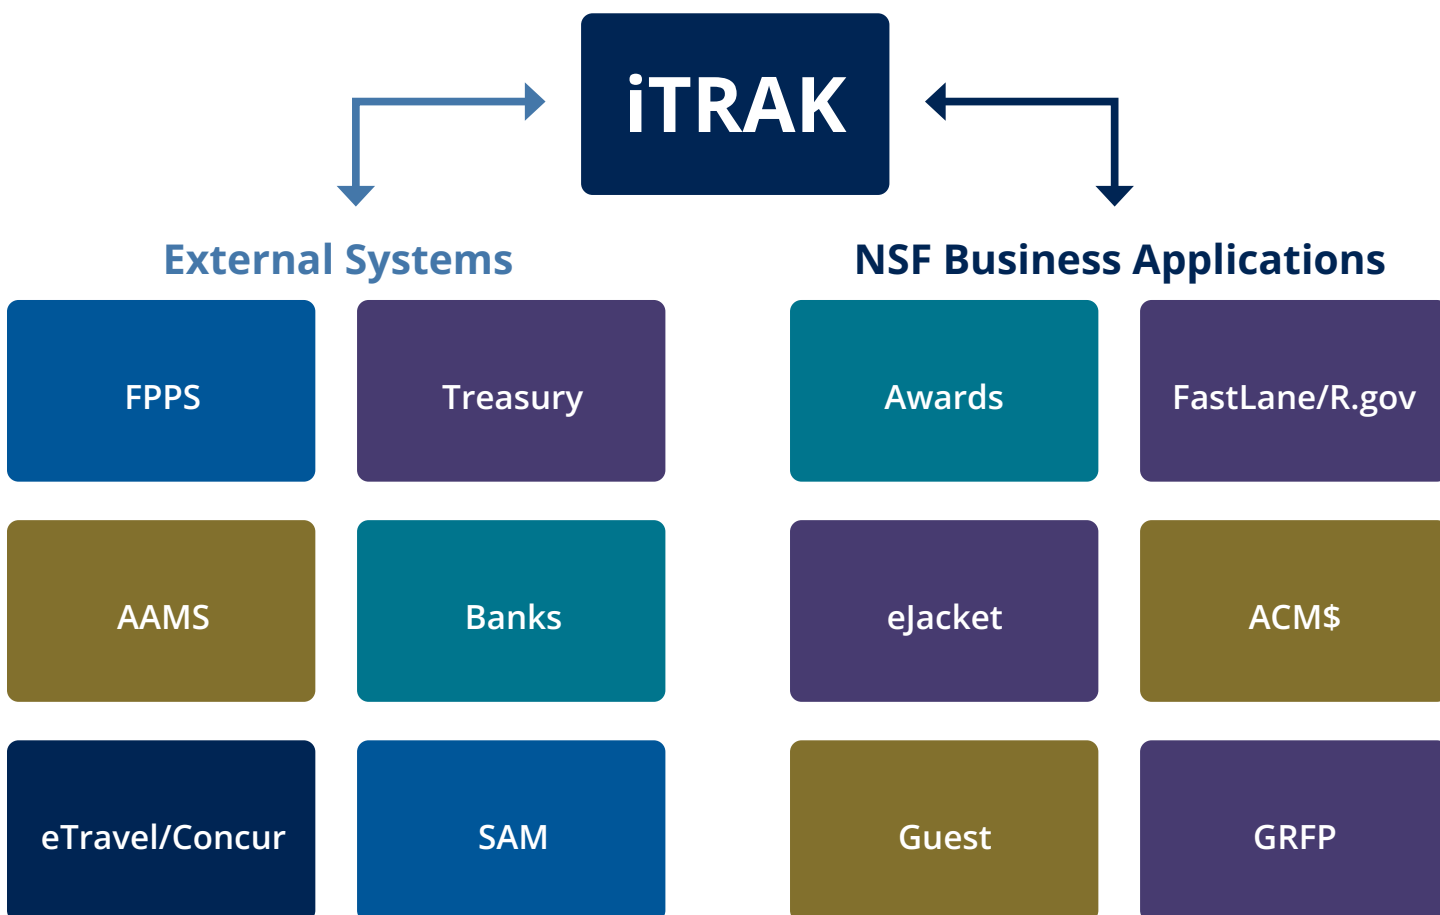 iTRAK
External Systems
NSF Business Applications
FPPS
Treasury
Awards
FastLane/R.gov
AAMS
Banks
eJacket
ACM$
eTravel/Concur
SAM
Guest
GRFP